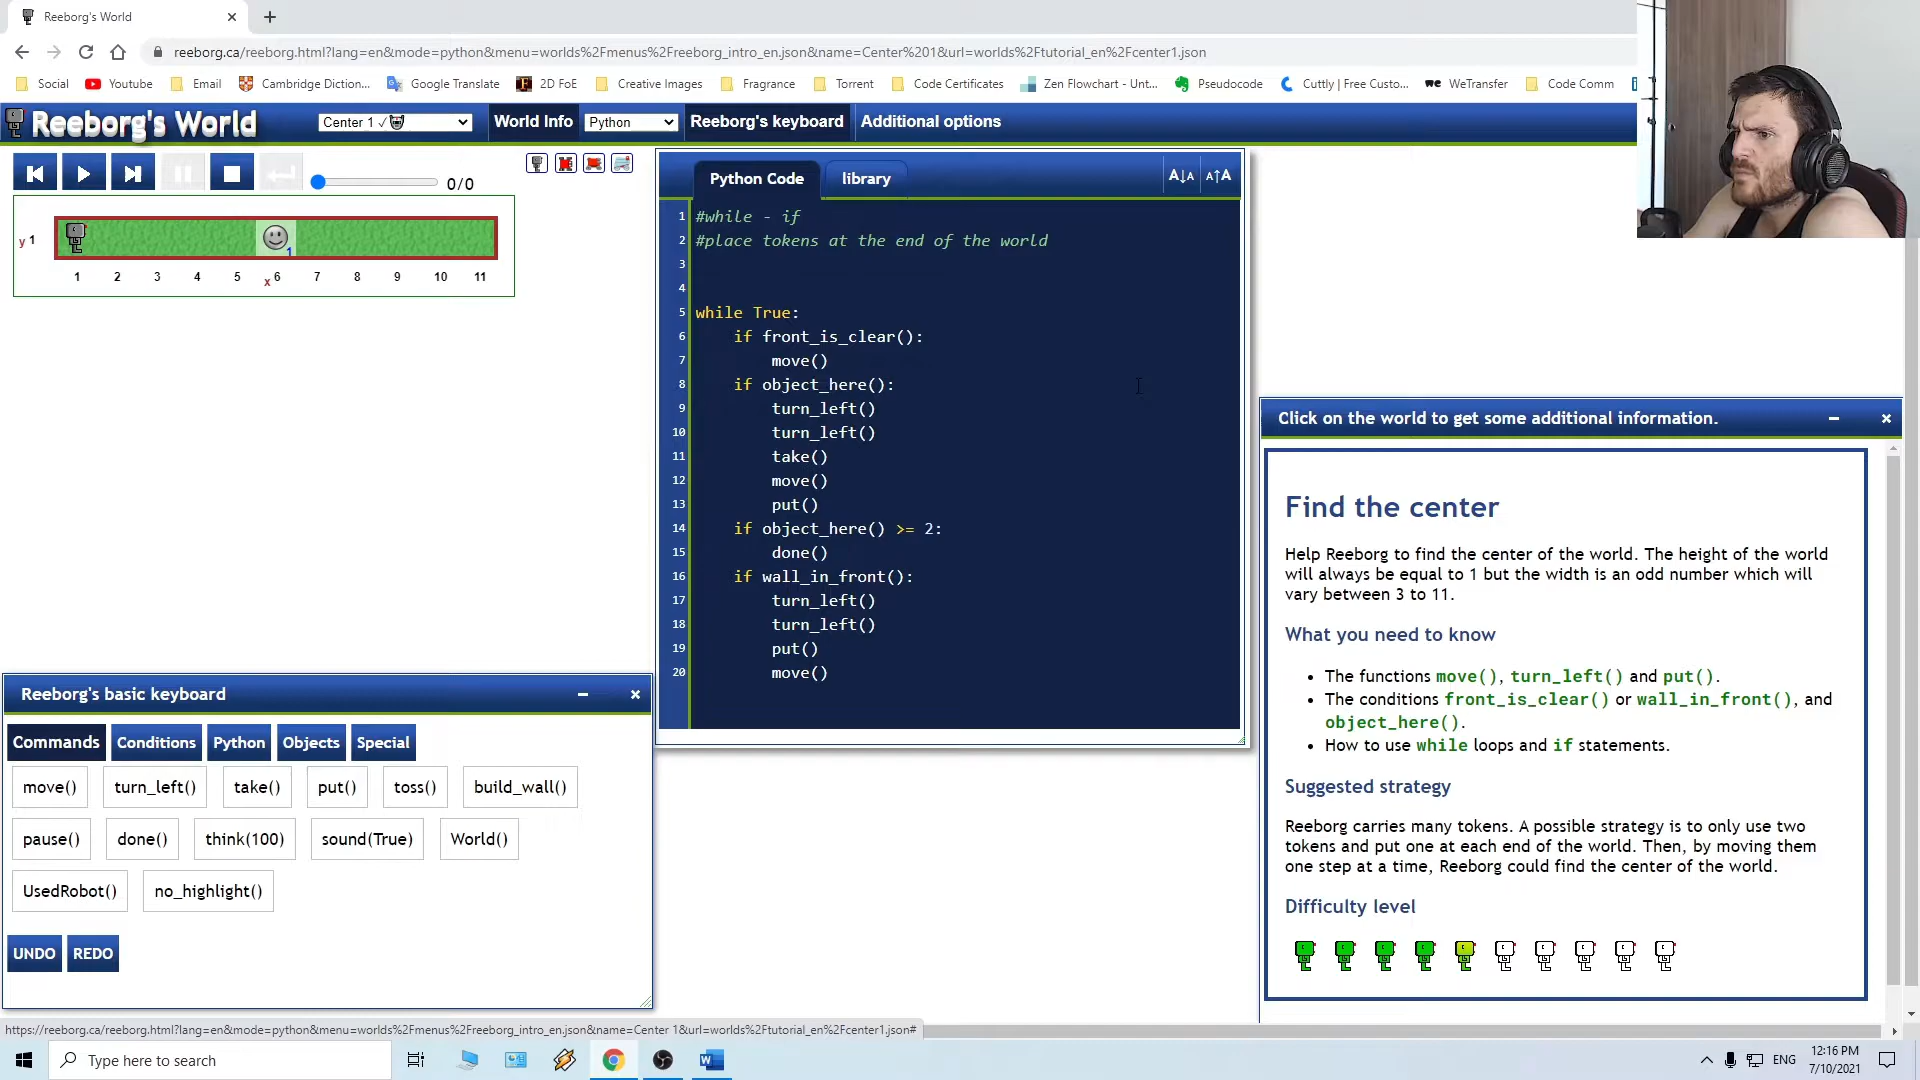 Reeborg's World
reeborg.ca/reeborg.html?lang=en&mode=python&menu=worlds%2Fmenus%2Freeborg_intro_en.json&name=Center%201&url=worlds%2Ftutorial_en%2Fcenter1.json
Social Youtube Email Cambridge Diction... Google Translate 2D FoE Creative Images Fragrance Torrent Code Certificates Zen Flowchart - Unt... Pseudocode Cuttly | Free Custo... WeTransfer Code Comm
Reeborg's World Center 1 World Info Python Reeborg's keyboard Additional options
0/0
y 1
1
1 2 3 4 5 6 7 8 9 10 11
x
Python Code library
1 #while - if
2 #place tokens at the end of the world
3
4
5 while True:
6 if front_is_clear():
7 move()
8 if object_here():
9 turn_left()
10 turn_left()
11 take()
12 move()
13 put()
14 if object_here() >= 2:
15 done()
16 if wall_in_front():
17 turn_left()
18 turn_left()
19 put()
20 move()
Click on the world to get some additional information.
Find the center
Help Reeborg to find the center of the world. The height of the world
will always be equal to 1 but the width is an odd number which will
vary between 3 to 11.
What you need to know
• The functions move(), turn_left() and put().
• The conditions front_is_clear() or wall_in_front(), and
object_here().
• How to use while loops and if statements.
Suggested strategy
Reeborg carries many tokens. A possible strategy is to only use two
tokens and put one at each end of the world. Then, by moving them
one step at a time, Reeborg could find the center of the world.
Difficulty level
Reeborg's basic keyboard
Commands Conditions Python Objects Special
move() turn_left() take() put() toss() build_wall()
pause() done() think(100) sound(True) World()
UsedRobot() no_highlight()
UNDO REDO
https://reeborg.ca/reeborg.html?lang=en&mode=python&menu=worlds%2Fmenus%2Freeborg_intro_en.json&name=Center 1&url=worlds%2Ftutorial_en%2Fcenter1.json#
Type here to search
ENG
12:16 PM
7/10/2021